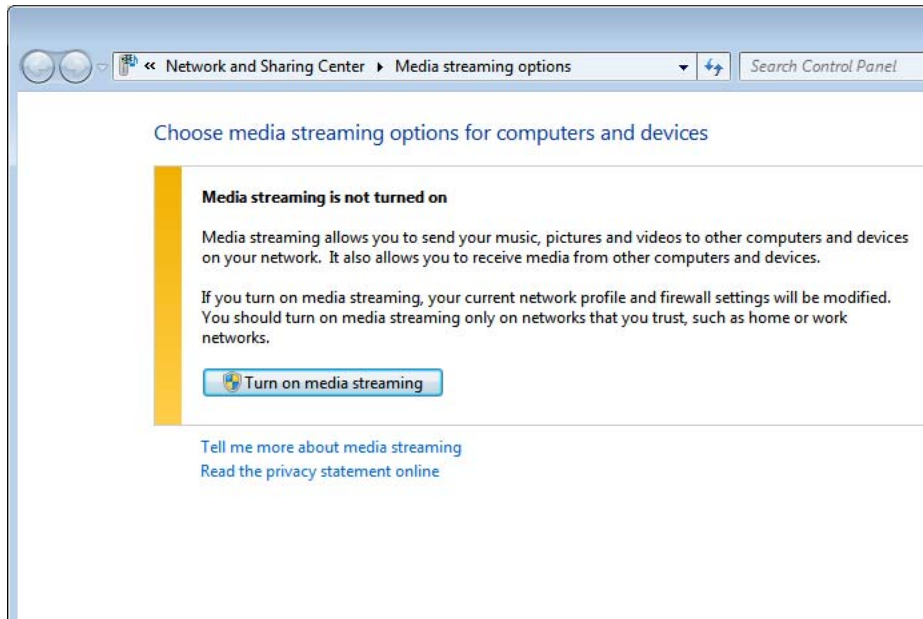 « Network and Sharing Center ▸ Media streaming options
Search Control Panel
Choose media streaming options for computers and devices
Media streaming is not turned on
Media streaming allows you to send your music, pictures and videos to other computers and devices
on your network.  It also allows you to receive media from other computers and devices.
If you turn on media streaming, your current network profile and firewall settings will be modified.
You should turn on media streaming only on networks that you trust, such as home or work
networks.
Turn on media streaming
Tell me more about media streaming
Read the privacy statement online